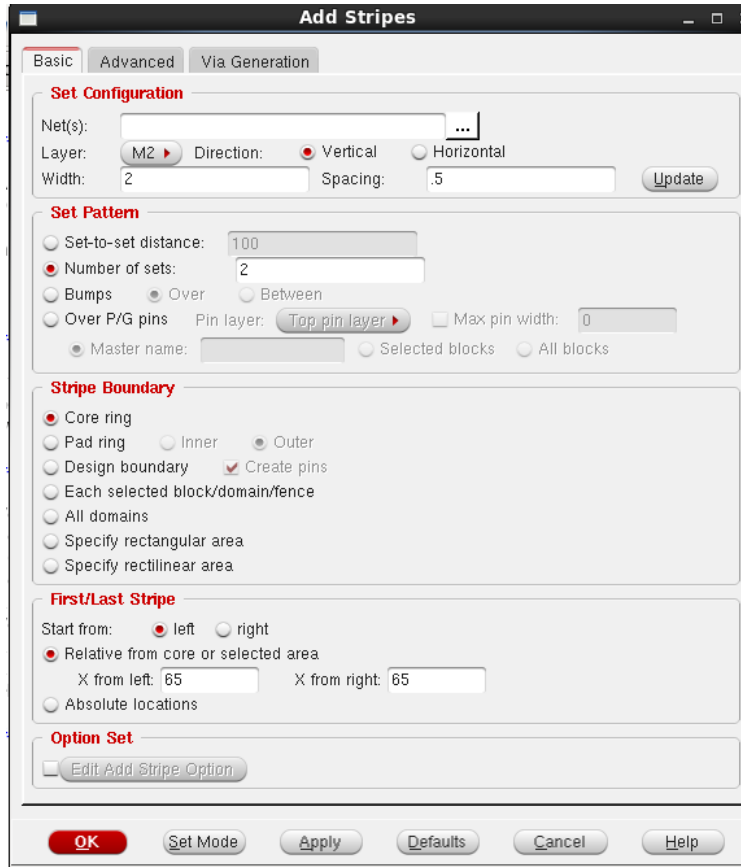 Add Stripes
Basic Advanced Via Generation
Set Configuration
Net(s): ...
Layer: M2 Direction: Vertical Horizontal
Width: 2 Spacing: .5 Update
Set Pattern
Set-to-set distance: 100
Number of sets: 2
Bumps Over Between
Over P/G pins Pin layer: Top pin layer Max pin width: 0
Master name: Selected blocks All blocks
Stripe Boundary
Core ring
Pad ring Inner Outer
Design boundary Create pins
Each selected block/domain/fence
All domains
Specify rectangular area
Specify rectilinear area
First/Last Stripe
Start from: left right
Relative from core or selected area
X from left: 65 X from right: 65
Absolute locations
Option Set
Edit Add Stripe Option
OK Set Mode Apply Defaults Cancel Help